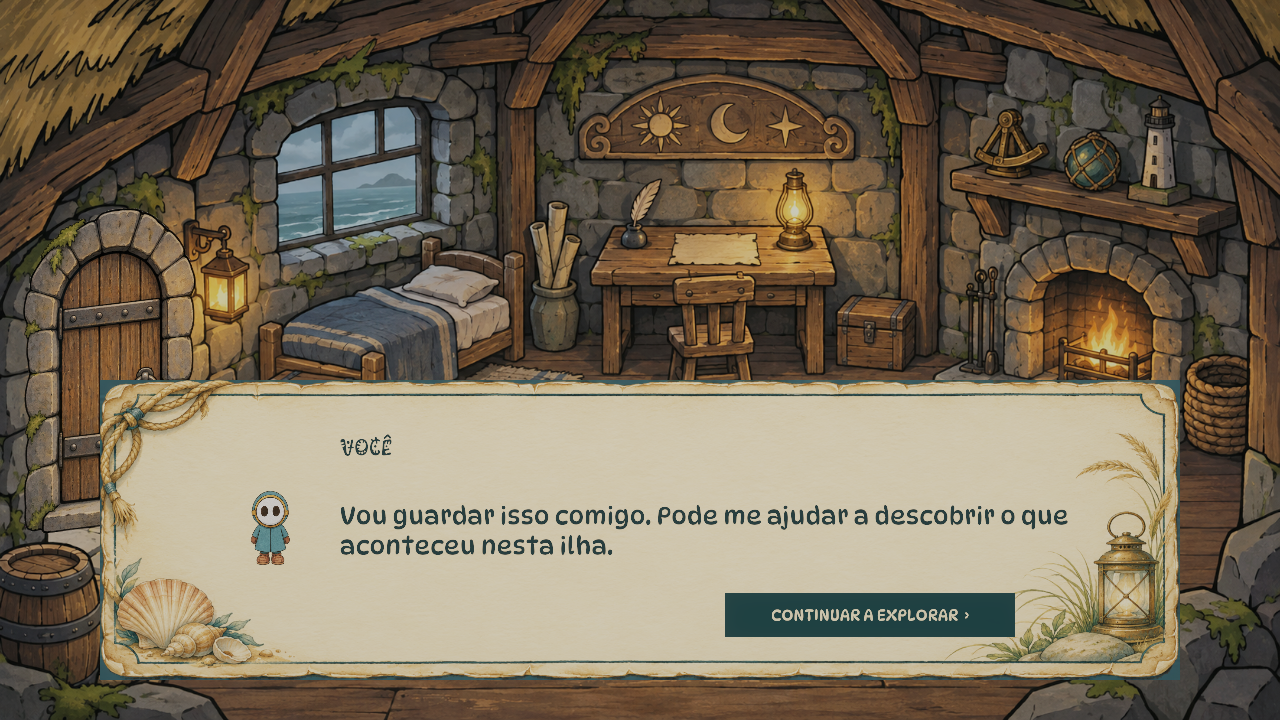 VOCÊ
Vou guardar isso comigo. Pode me ajudar a descobrir o que
aconteceu nesta ilha.
CONTINUAR A EXPLORAR ›